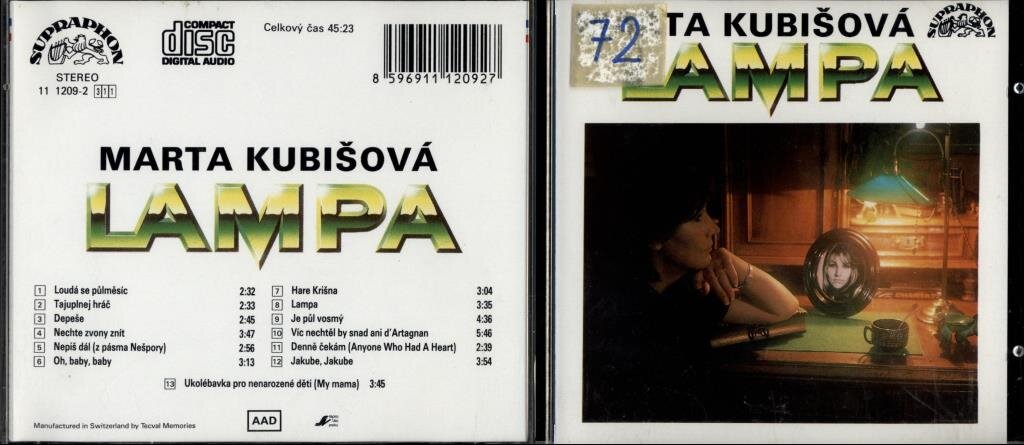 SUPRAPHON
STEREO
11 1209-2 311
COMPACT
disc
DIGITAL AUDIO
Celkový čas 45:23
8 596911 120927
MARTA KUBIŠOVÁ
LAMPA
1 Loudá se půlměsíc 2:32
2 Tajuplnej hráč 2:33
3 Depeše 2:45
4 Nechte zvony znít 3:47
5 Nepiš dál (z pásma Nešpory) 2:56
6 Oh, baby, baby 3:13
7 Hare Krišna 3:04
8 Lampa 3:35
9 Je půl vosmý 4:36
10 Víc nechtěl by snad ani d'Artagnan 5:46
11 Denně čekám (Anyone Who Had A Heart) 2:39
12 Jakube, Jakube 3:54
13 Ukolébavka pro nenarozené děti (My mama) 3:45
Manufactured in Switzerland by Tecval Memories
AAD
72
TA KUBIŠOVÁ
SUPRAPHON
LAMPA